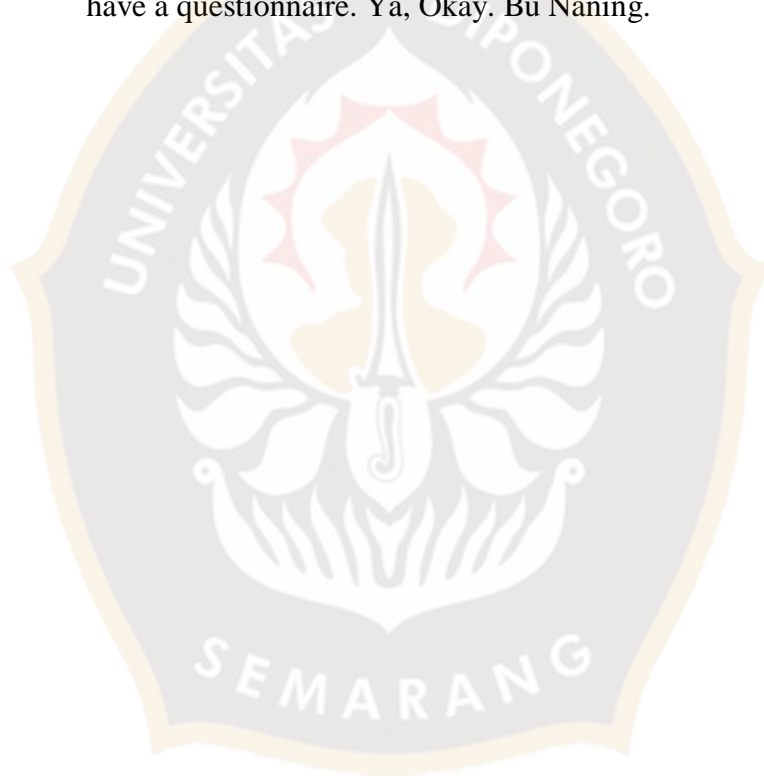 have a questionnaire. Ya, Okay. Bu Naning.
UNIVERSITAS DIPONEGORO
SEMARANG